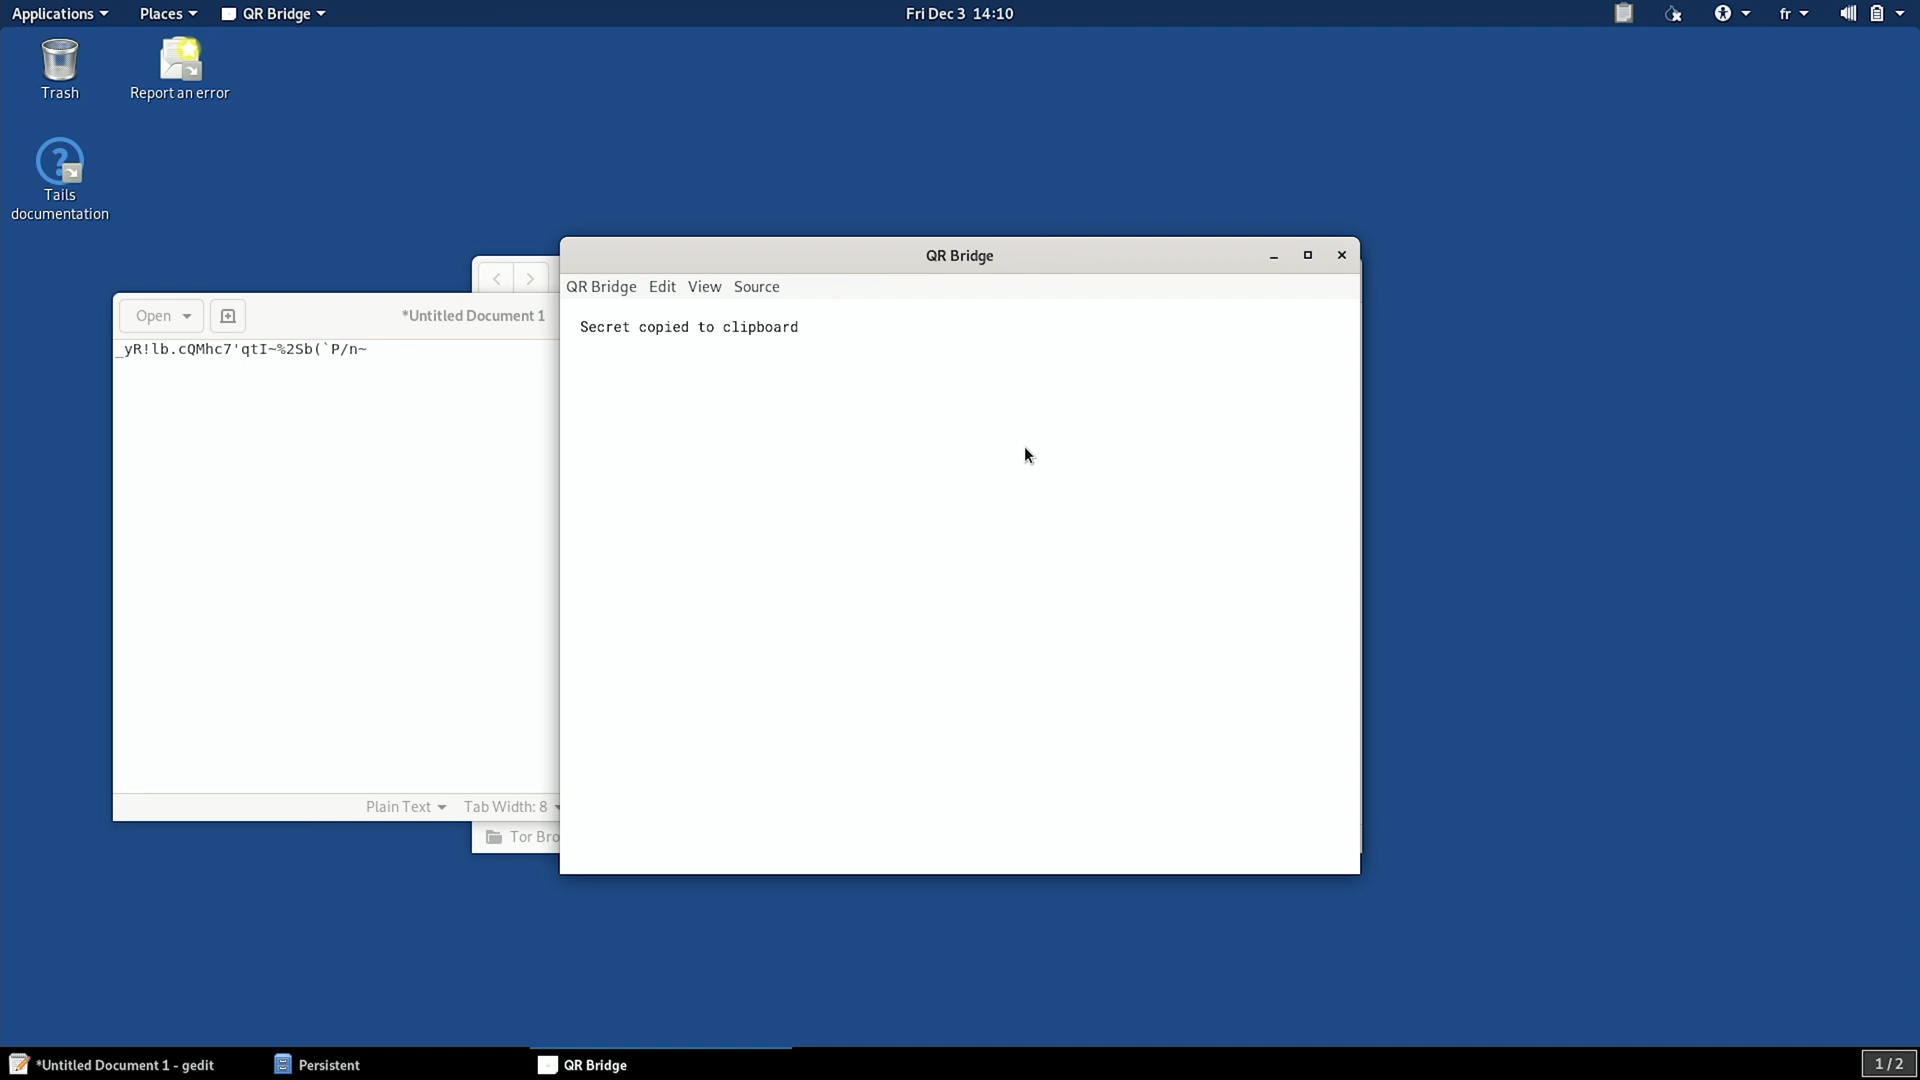 Applications Places QR Bridge Fri Dec 3 14:10 fr
Trash
Report an error
Tails
documentation
QR Bridge
QR Bridge Edit View Source
Secret copied to clipboard
Open *Untitled Document 1
_yR!lb.cQMhc7'qtI~%2Sb(`P/n~
Plain Text Tab Width: 8
Tor Bro
*Untitled Document 1 - gedit Persistent QR Bridge 1 / 2